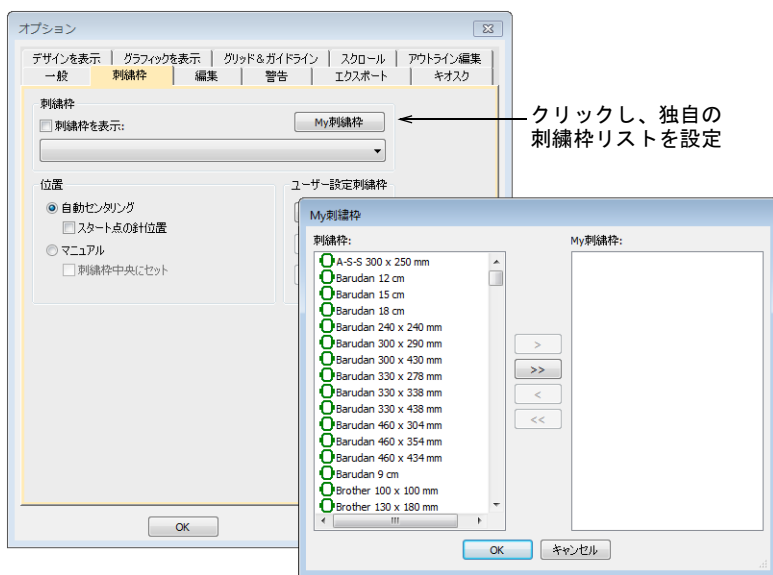 オプション
デザインを表示
グラフィックを表示
グリッド&ガイドライン
スクロール
アウトライン編集
一般
刺繍枠
編集
警告
エクスポート
キオスク
刺繍枠
刺繍枠を表示:
My刺繍枠
クリックし、独自の
刺繍枠リストを設定
位置
自動センタリング
スタート点の針位置
マニュアル
刺繍枠中央にセット
ユーザー設定刺繍枠
OK
My刺繍枠
刺繍枠:
A-S-S 300 x 250 mm
Barudan 12 cm
Barudan 15 cm
Barudan 18 cm
Barudan 240 x 240 mm
Barudan 300 x 290 mm
Barudan 300 x 430 mm
Barudan 330 x 278 mm
Barudan 330 x 338 mm
Barudan 330 x 438 mm
Barudan 460 x 304 mm
Barudan 460 x 354 mm
Barudan 460 x 434 mm
Barudan 9 cm
Brother 100 x 100 mm
Brother 130 x 180 mm
>
>>
<
<<
My刺繍枠:
OK
キャンセル